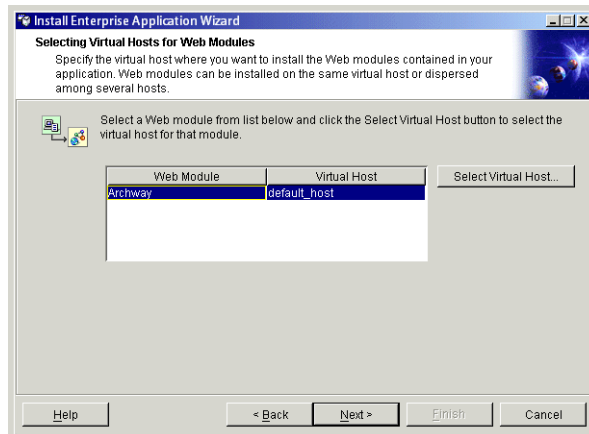 Install Enterprise Application Wizard
Selecting Virtual Hosts for Web Modules
Specify the virtual host where you want to install the Web modules contained in your
application. Web modules can be installed on the same virtual host or dispersed
among several hosts.
Select a Web module from list below and click the Select Virtual Host button to select the
virtual host for that module.
Web Module Virtual Host Select Virtual Host...
Archway default_host
Help < Back Next > Finish Cancel